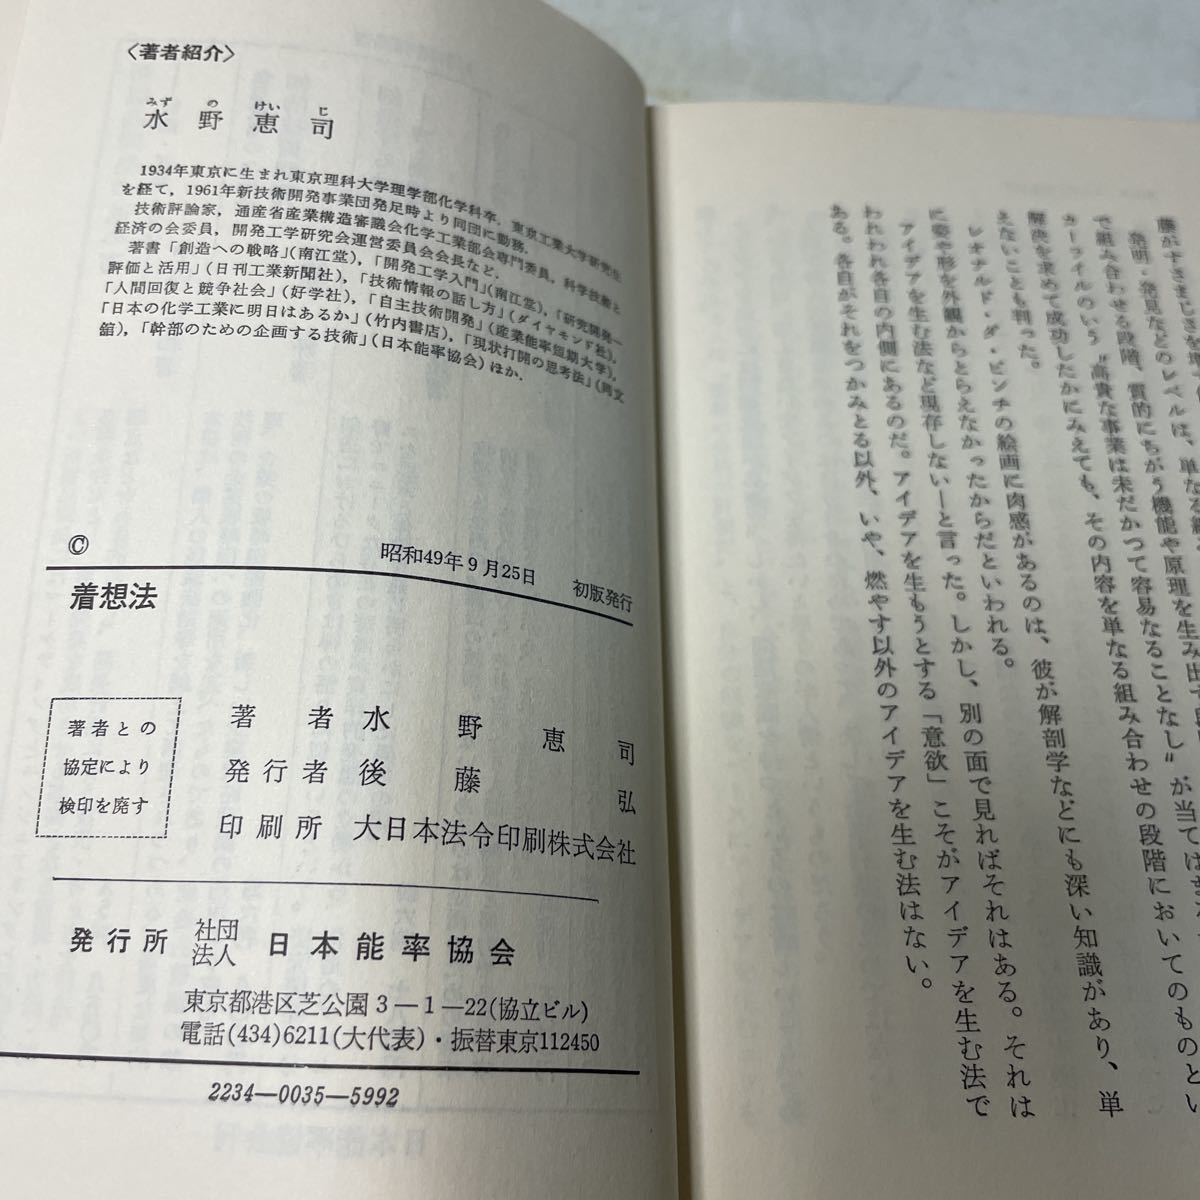 〈著者紹介〉
みずの けいじ
水野恵司
1934年東京に生まれ東京理科大学理学部化学科卒．東京工業大学研究生
を経て，1961年新技術開発事業団発足時より同団に勤務．
技術評論家，通産省産業構造審議会化学工業部会専門委員，科学技術と
経済の会委員，開発工学研究会運営委員会会長など．
著書「創造への戦略」(南江堂)，「開発工学入門」(南江堂)，「研究開発―
評価と活用」(日刊工業新聞社)，「技術情報の話し方」(ダイヤモンド社)，
「人間回復と競争社会」(好学社)，「自主技術開発」(産業能率短期大学)，
「日本の化学工業に明日はあるか」(竹内書店)，「現状打開の思考法」(同文
舘)，「幹部のための企画する技術」(日本能率協会)ほか．
© 昭和49年9月25日 初版発行
着想法
著者との
協定により
検印を廃す
著者 水野恵司
発行者 後藤弘
印刷所 大日本法令印刷株式会社
発行所 社団法人 日本能率協会
東京都港区芝公園3―1―22(協立ビル)
電話(434)6211(大代表)・振替東京112450
2234―0035―5992
発明・発見などのレベルは、単なる
で組み合わせる段階、質的にちがう機能や原理を生み出す段
カーライルのいう〝高貴な事業は未だかつて容易なることなし〟が当てはま
解決を求めて成功したかにみえても、その内容を単なる組み合わせの段階においてのものとい
えないことも判った。
レオナルド・ダ・ビンチの絵画に肉感があるのは、彼が解剖学などにも深い知識があり、単
に姿や形を外観からとらえなかったからだといわれる。
アイデアを生む法など現存しない―と言った。しかし、別の面で見ればそれはある。それは
われわれ各自の内側にあるのだ。アイデアを生もうとする「意欲」こそがアイデアを生む法で
ある。各自がそれをつかみとる以外、いや、燃やす以外のアイデアを生む法はない。